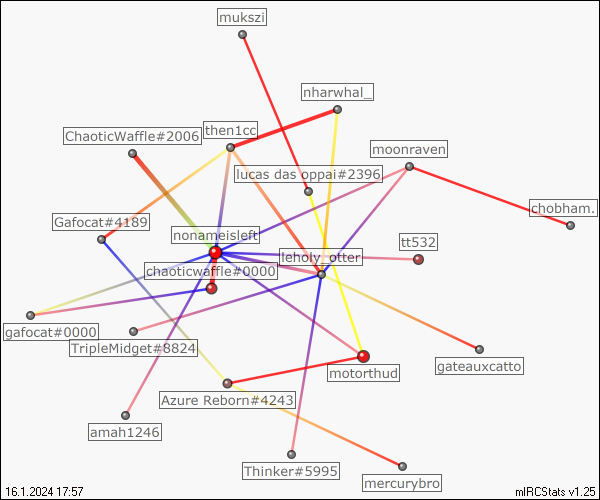 mukszi
nharwhal_
ChaoticWaffle#2006
then1cc
moonraven
lucas das oppai#2396
chobham.
Gafocat#4189
nonameisleft
tt532
leholy_otter
chaoticwaffle#0000
gafocat#0000
TripleMidget#8824
gateauxcatto
motorthud
Azure Reborn#4243
amah1246
Thinker#5995
mercurybro
16.1.2024 17:57
mIRCStats v1.25